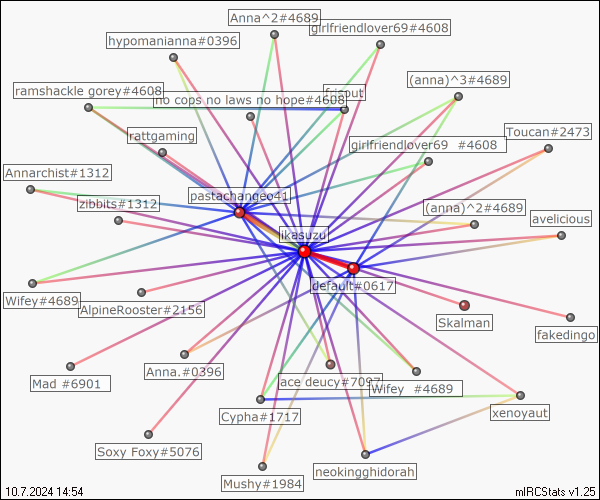 Anna^2#4689
girlfriendlover69#4608
hypomanianna#0396
(anna)^3#4689
ramshackle gorey#4608
no cops no laws no hope#4608
Toucan#2473
rattgaming
girlfriendlover69 #4608
Annarchist#1312
pastachangeo41
zibbits#1312
(anna)^2#4689
avelicious
likasuzu
default#0617
Wifey#4689
AlpineRooster#2156
Skalman
fakedingo
Anna.#0396
ace deucy#7097
Mad #6901
Wifey #4689
Cypha#1717
xenoyaut
Soxy Foxy#5076
neokingghidorah
Mushy#1984
10.7.2024 14:54
mIRCStats v1.25